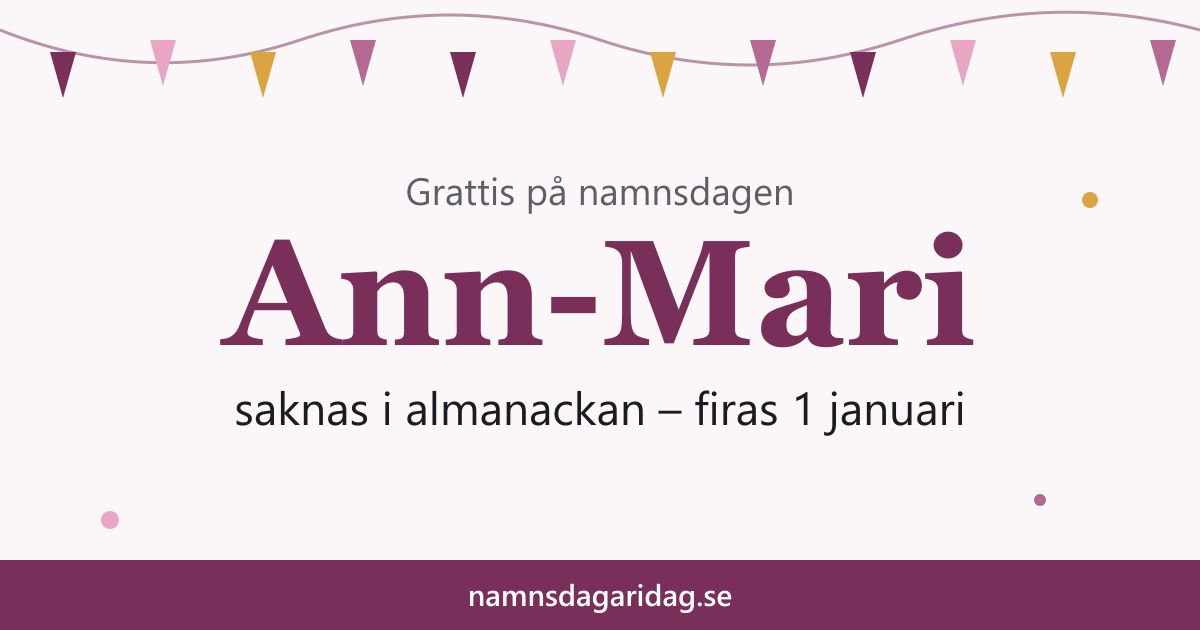 Grattis på namnsdagen
Ann-Mari
saknas i almanackan – firas 1 januari
namnsdagaridag.se